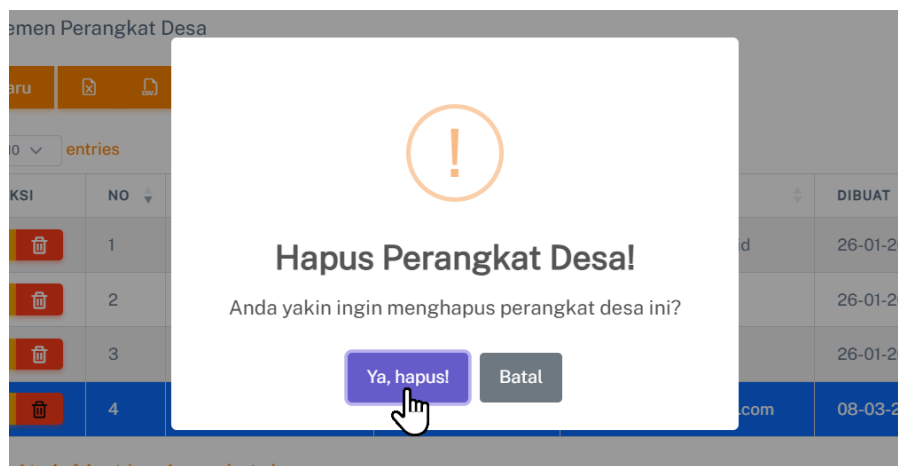 emen Perangkat Desa
aru
10 entries
KSI NO DIBUAT
1 id 26-01-2
2 26-01-2
3 26-01-2
4 .com 08-03-2
!
Hapus Perangkat Desa!
Anda yakin ingin menghapus perangkat desa ini?
Ya, hapus! Batal